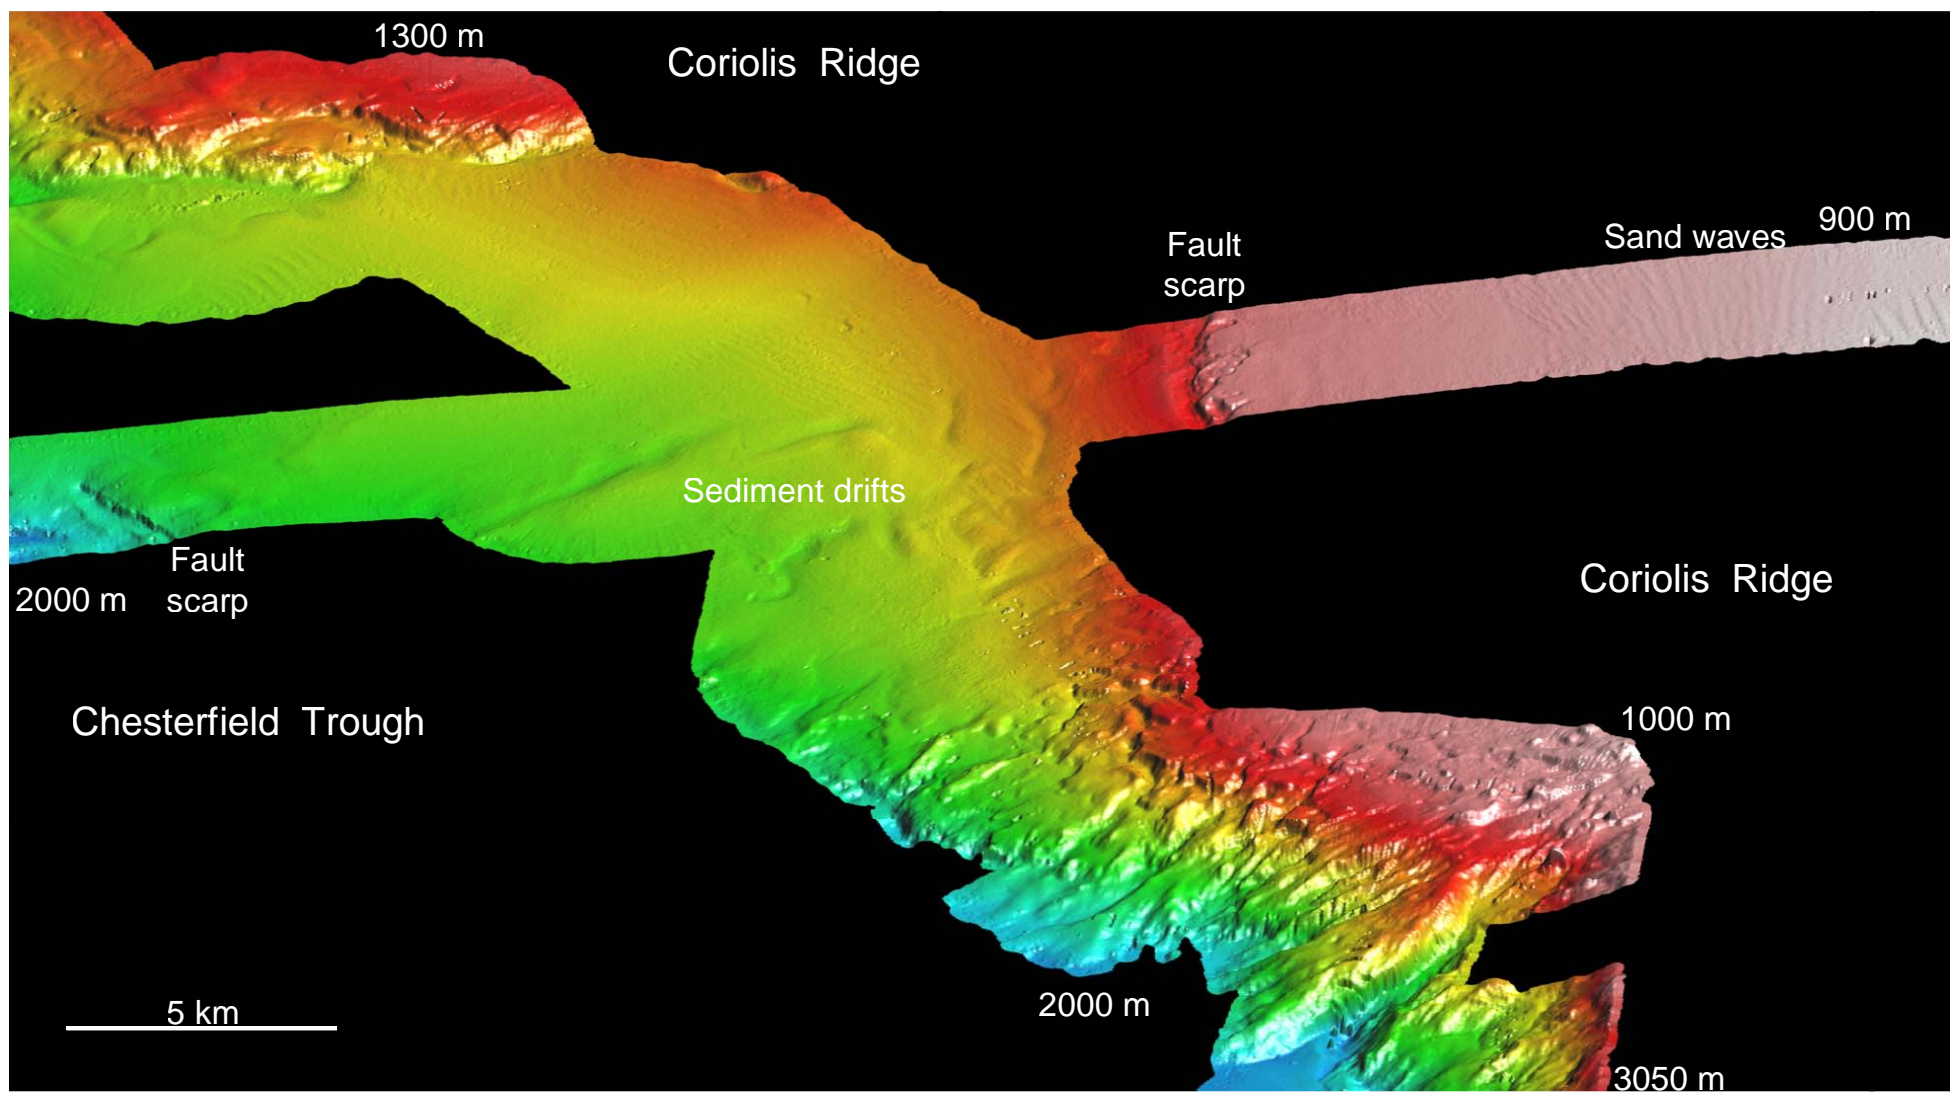 1300 m
Coriolis Ridge
900 m
Sand waves
Fault
scarp
Sediment drifts
Fault
scarp
2000 m
Coriolis Ridge
Chesterfield Trough
1000 m
2000 m
5 km
3050 m